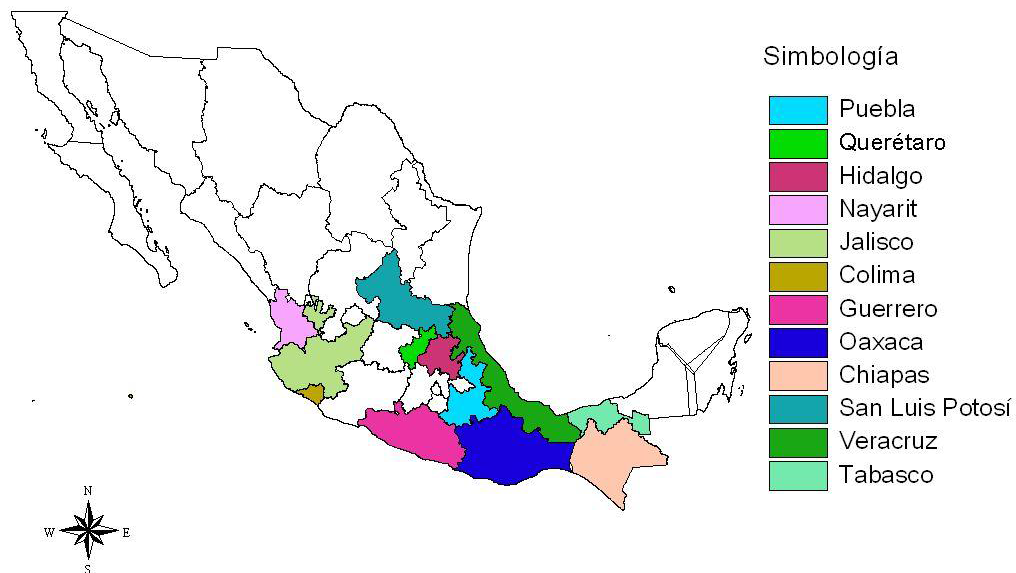 Simbología
Puebla
Querétaro
Hidalgo
Nayarit
Jalisco
Colima
Guerrero
Oaxaca
Chiapas
San Luis Potosí
Veracruz
Tabasco
N
W E
S